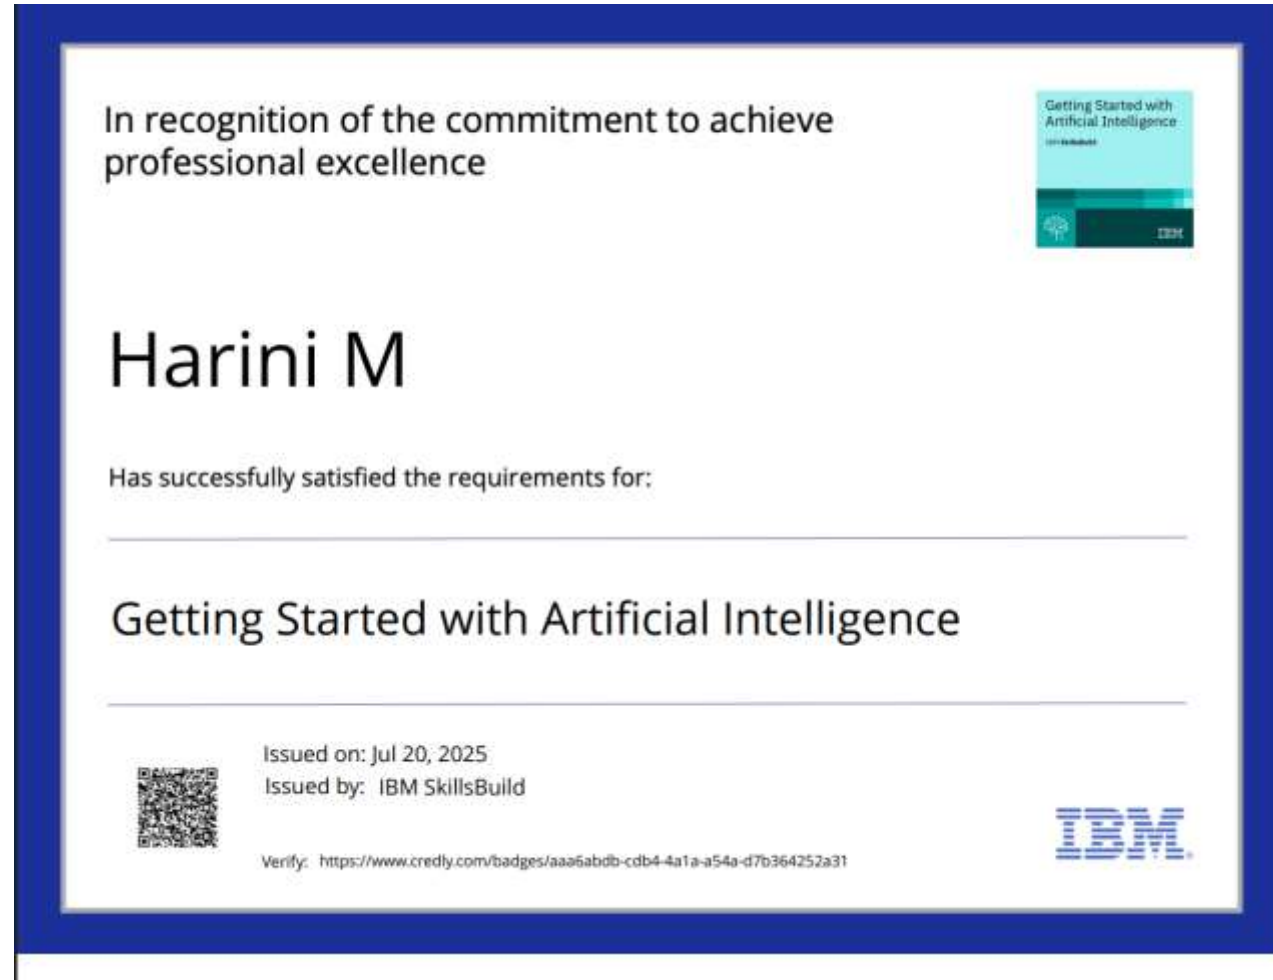 In recognition of the commitment to achieve
professional excellence
Getting Started with
Artificial Intelligence
IBM SkillsBuild
IBM
Harini M
Has successfully satisfied the requirements for:
Getting Started with Artificial Intelligence
Issued on: Jul 20, 2025
Issued by: IBM SkillsBuild
Verify: https://www.credly.com/badges/aaa6abdb-cdb4-4a1a-a54a-d7b364252a31
IBM.